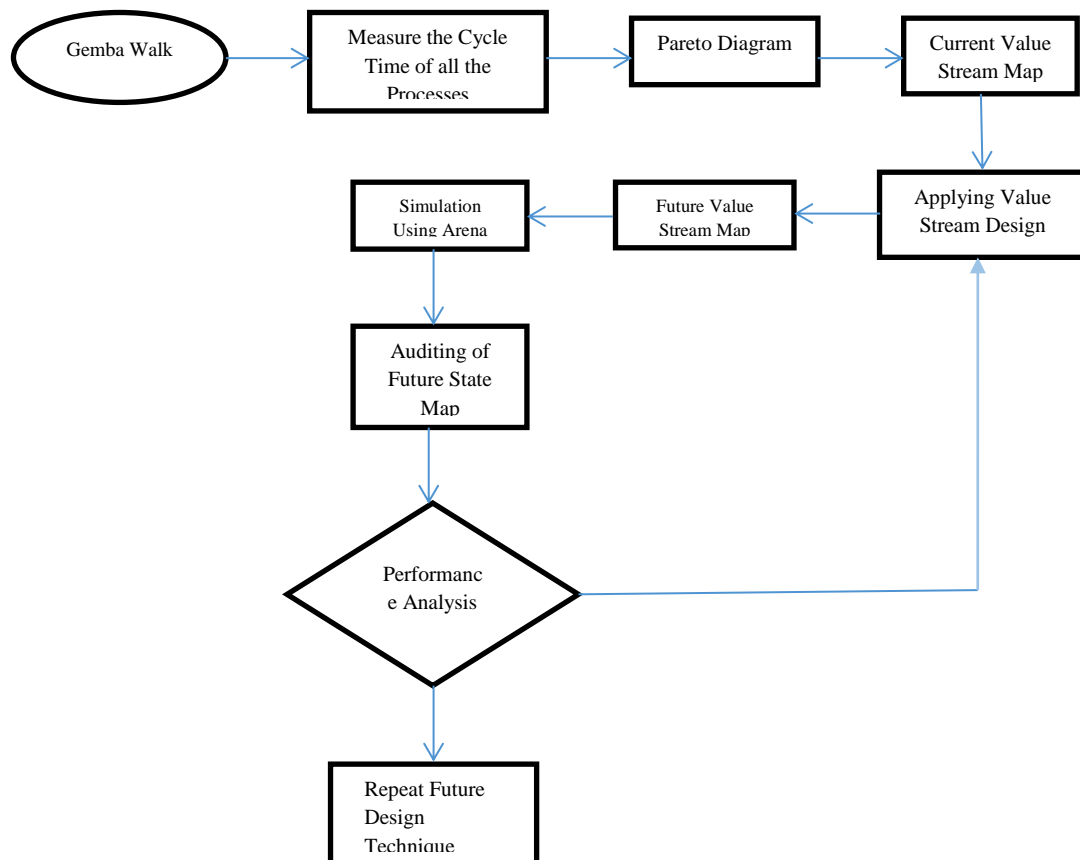 Gemba Walk
Measure the Cycle
Time of all the
Processes
Pareto Diagram
Current Value
Stream Map
Applying Value
Stream Design
Future Value
Stream Map
Simulation
Using Arena
Auditing of
Future State
Map
Performanc
e Analysis
Repeat Future
Design
Technique